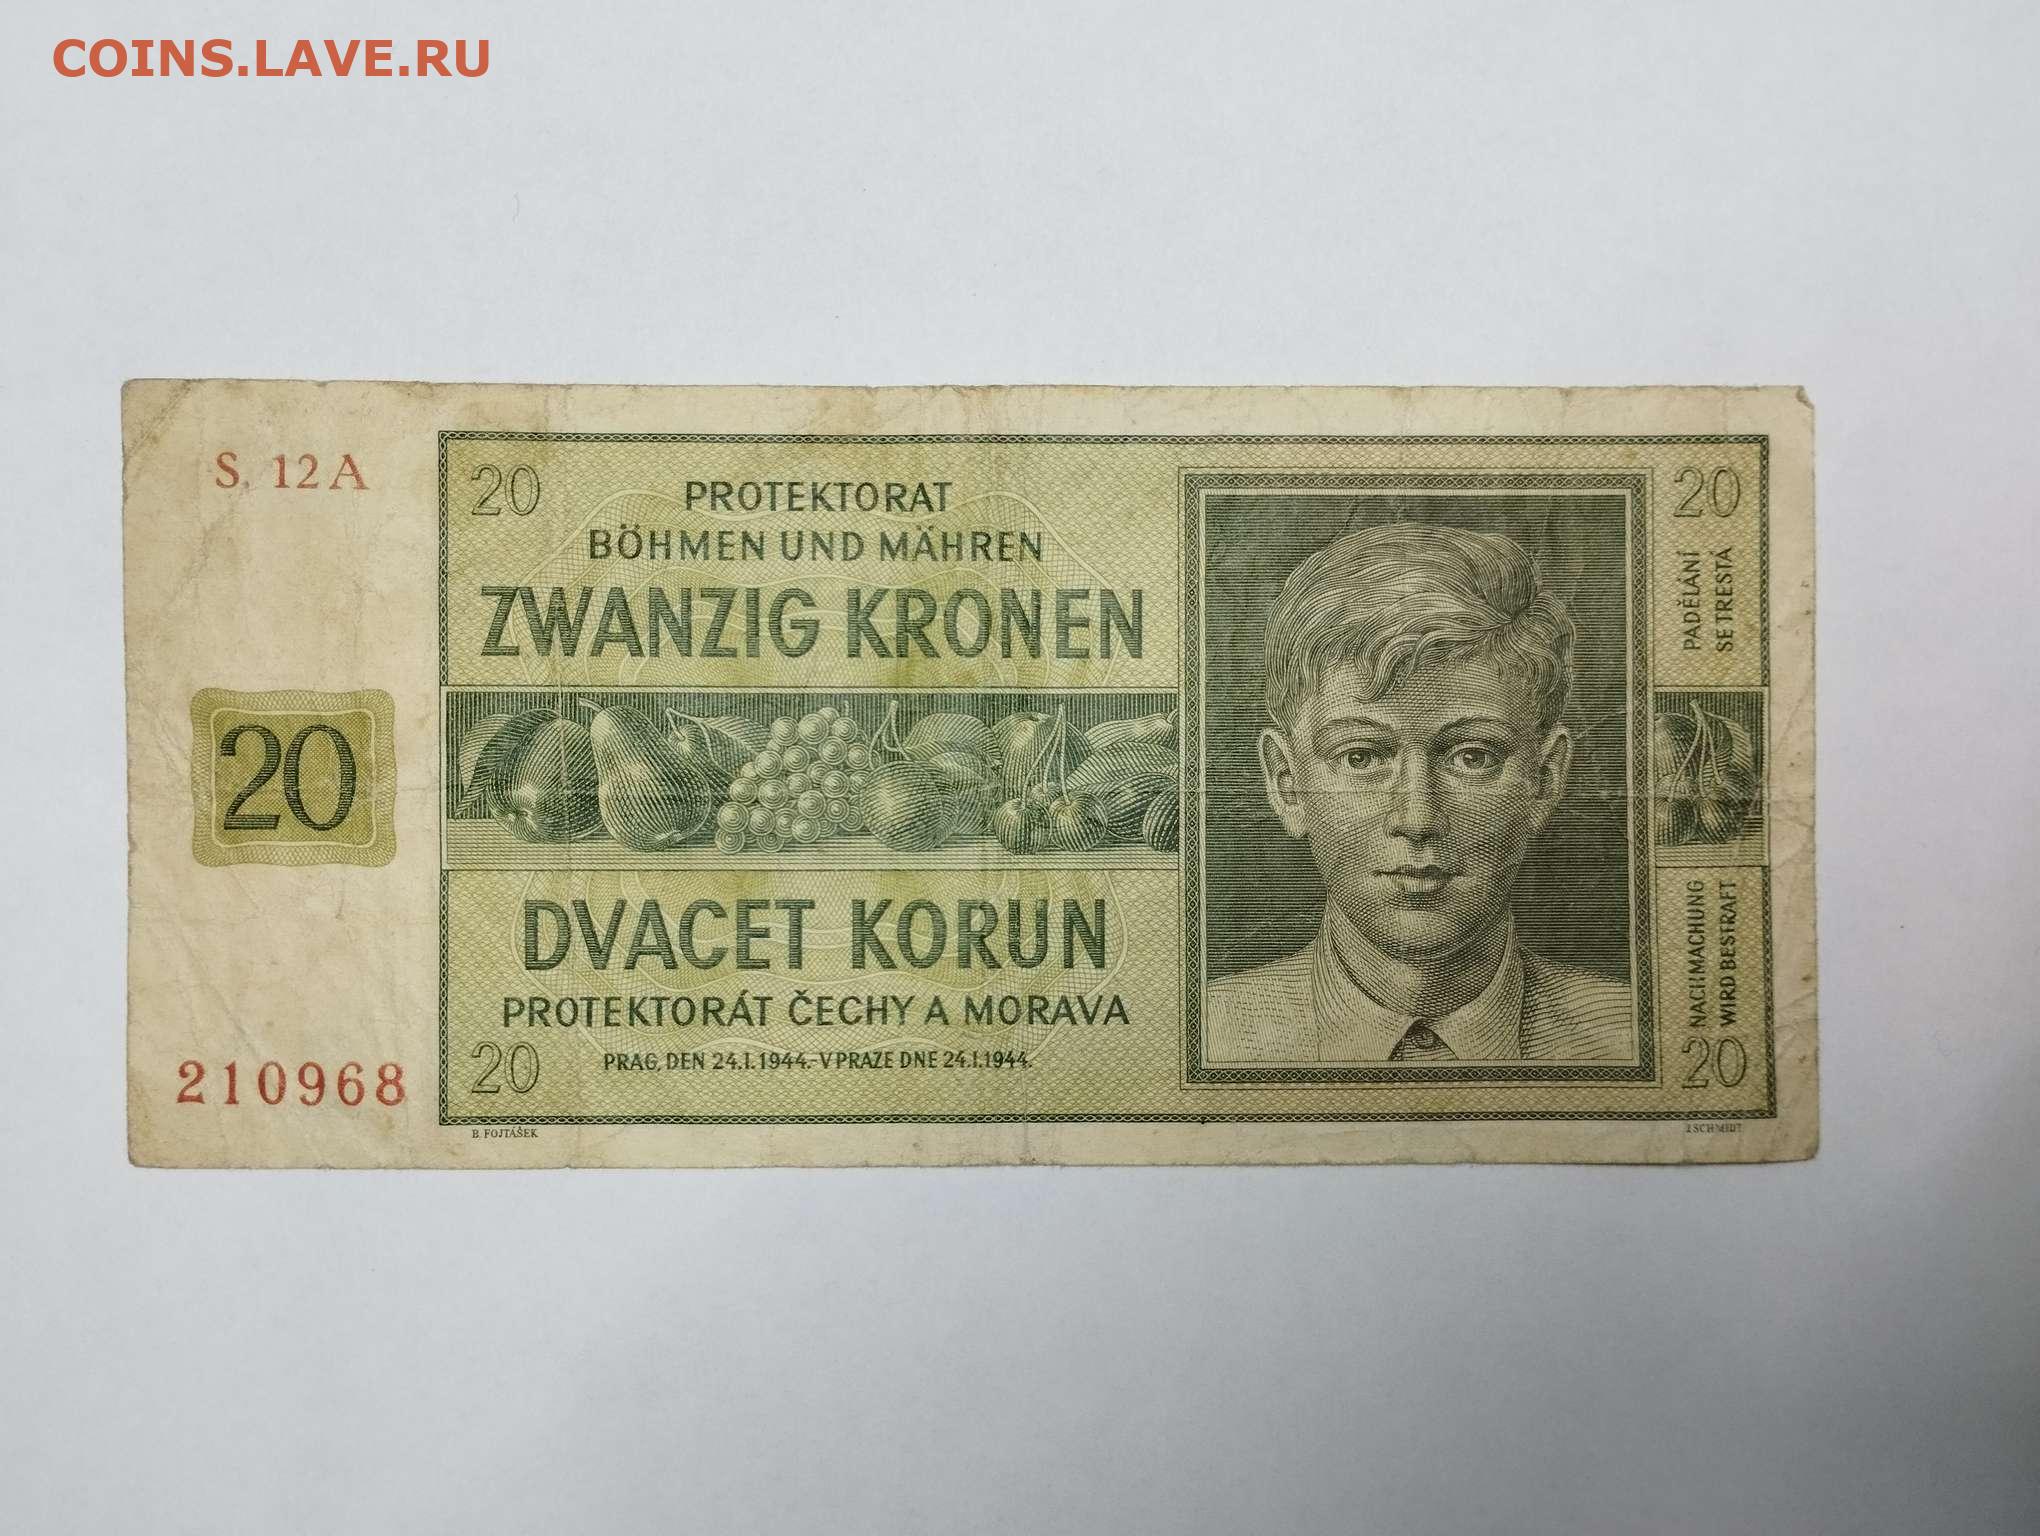 COINS.LAVE.RU
S. 12 A
20
PROTEKTORAT
BÖHMEN UND MÄHREN
ZWANZIG KRONEN
20
PADĚLÁNÍ
SE TRESTÁ
20
DVACET KORUN
PROTEKTORÁT ČECHY A MORAVA
PRAG, DEN 24.I.1944.-V PRAZE DNE 24.I.1944.
NACHMACHUNG
WIRD BESTRAFT
210968
20
20
B. FOJTÁŠEK
J.SCHMIDT